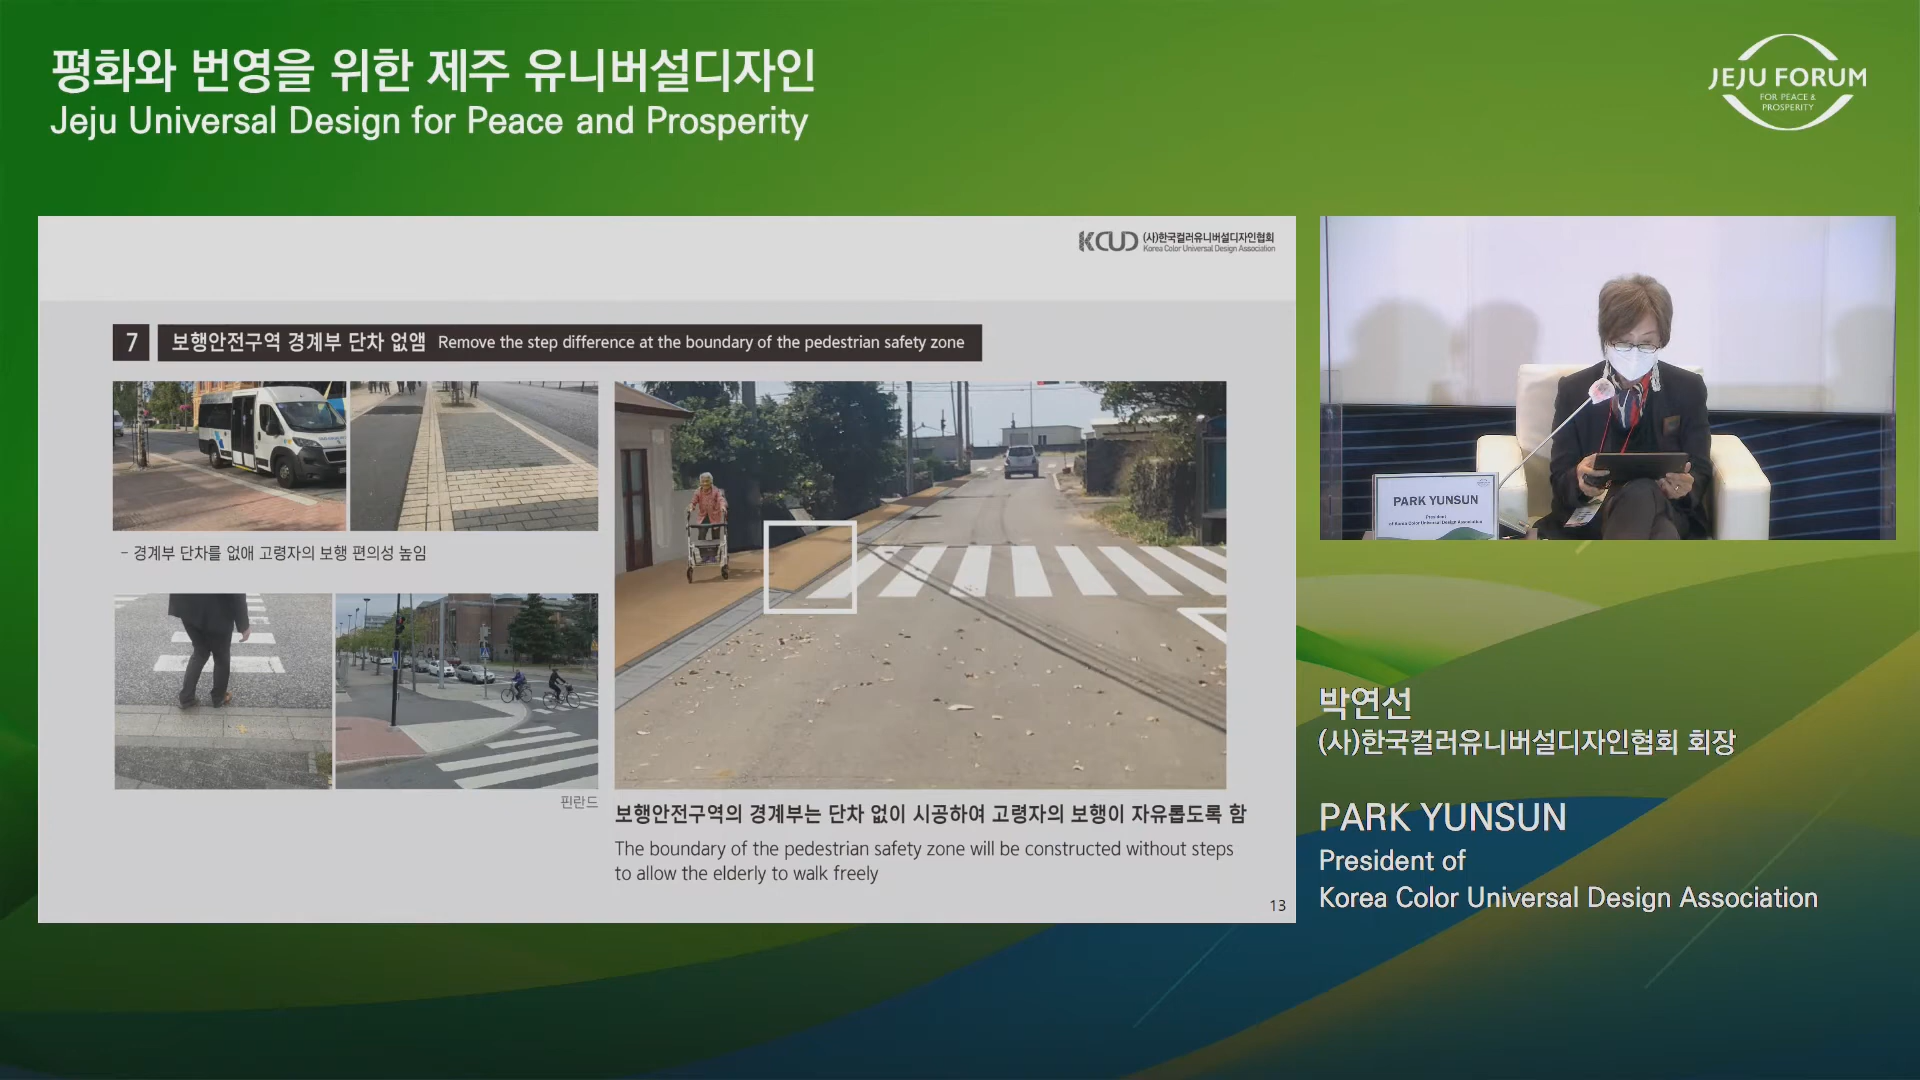 평화와 번영을 위한 제주 유니버설디자인
Jeju Universal Design for Peace and Prosperity
JEJU FORUM
FOR PEACE &
PROSPERITY
KCUD (사)한국컬러유니버설디자인협회
Korea Color Universal Design Association
7 보행안전구역 경계부 단차 없앰 Remove the step difference at the boundary of the pedestrian safety zone
- 경계부 단차를 없애 고령자의 보행 편의성 높임
핀란드
보행안전구역의 경계부는 단차 없이 시공하여 고령자의 보행이 자유롭도록 함
The boundary of the pedestrian safety zone will be constructed without steps
to allow the elderly to walk freely
13
PARK YUNSUN
President
of Korea Color Universal Design Association
박연선
(사)한국컬러유니버설디자인협회 회장
PARK YUNSUN
President of
Korea Color Universal Design Association